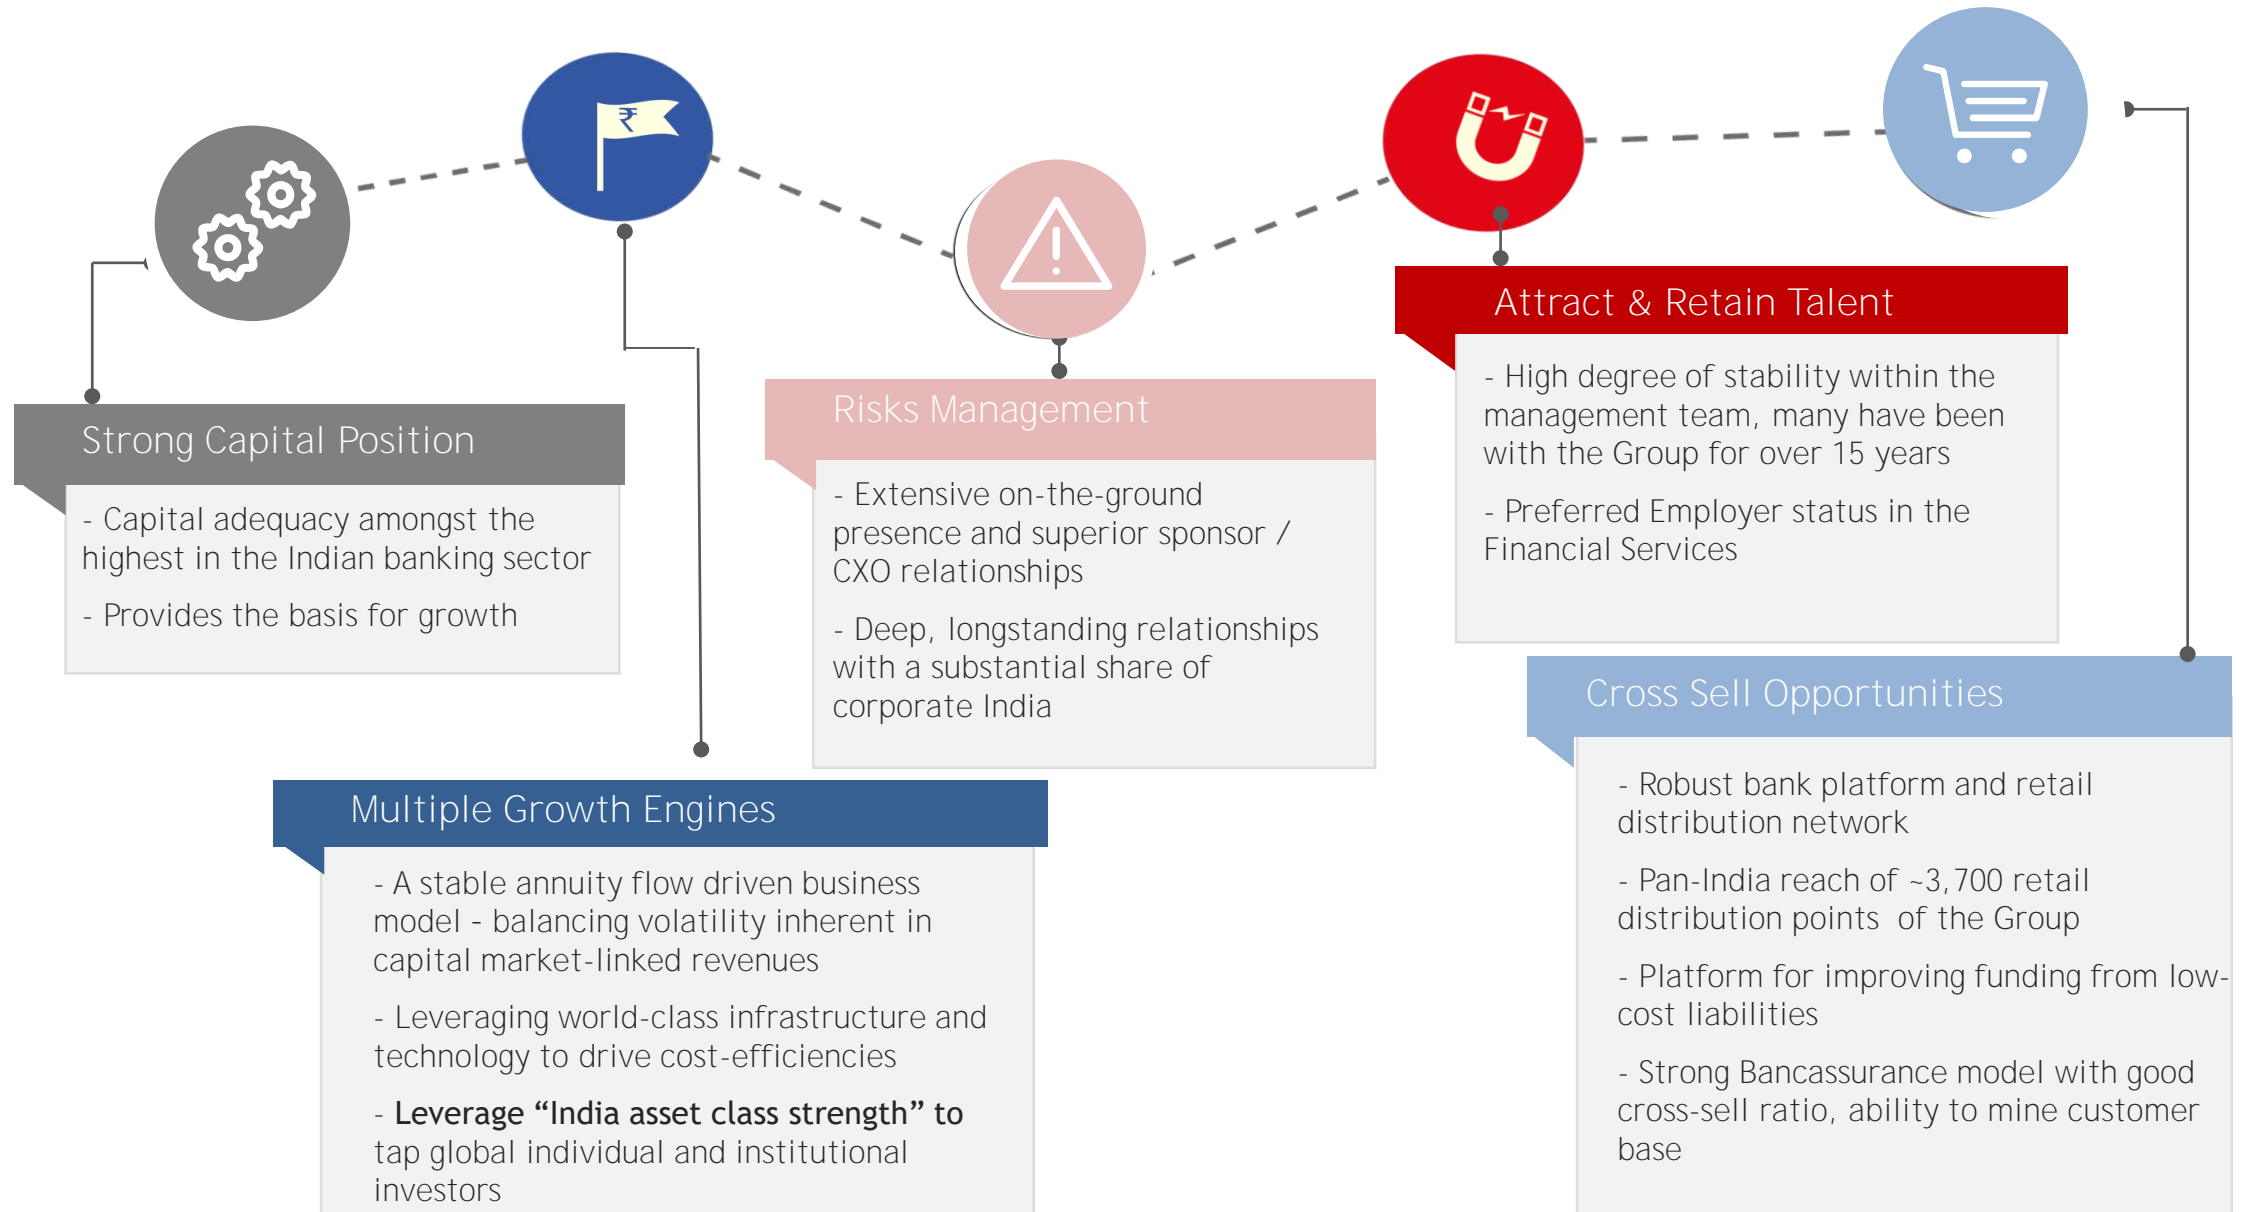 ₹
Strong Capital Position
- Capital adequacy amongst the
highest in the Indian banking sector
- Provides the basis for growth
Multiple Growth Engines
- A stable annuity flow driven business
model - balancing volatility inherent in
capital market-linked revenues
- Leveraging world-class infrastructure and
technology to drive cost-efficiencies
- Leverage “India asset class strength” to
tap global individual and institutional
investors
Risks Management
- Extensive on-the-ground
presence and superior sponsor /
CXO relationships
- Deep, longstanding relationships
with a substantial share of
corporate India
Attract & Retain Talent
- High degree of stability within the
management team, many have been
with the Group for over 15 years
- Preferred Employer status in the
Financial Services
Cross Sell Opportunities
- Robust bank platform and retail
distribution network
- Pan-India reach of ~3,700 retail
distribution points of the Group
- Platform for improving funding from low-
cost liabilities
- Strong Bancassurance model with good
cross-sell ratio, ability to mine customer
base